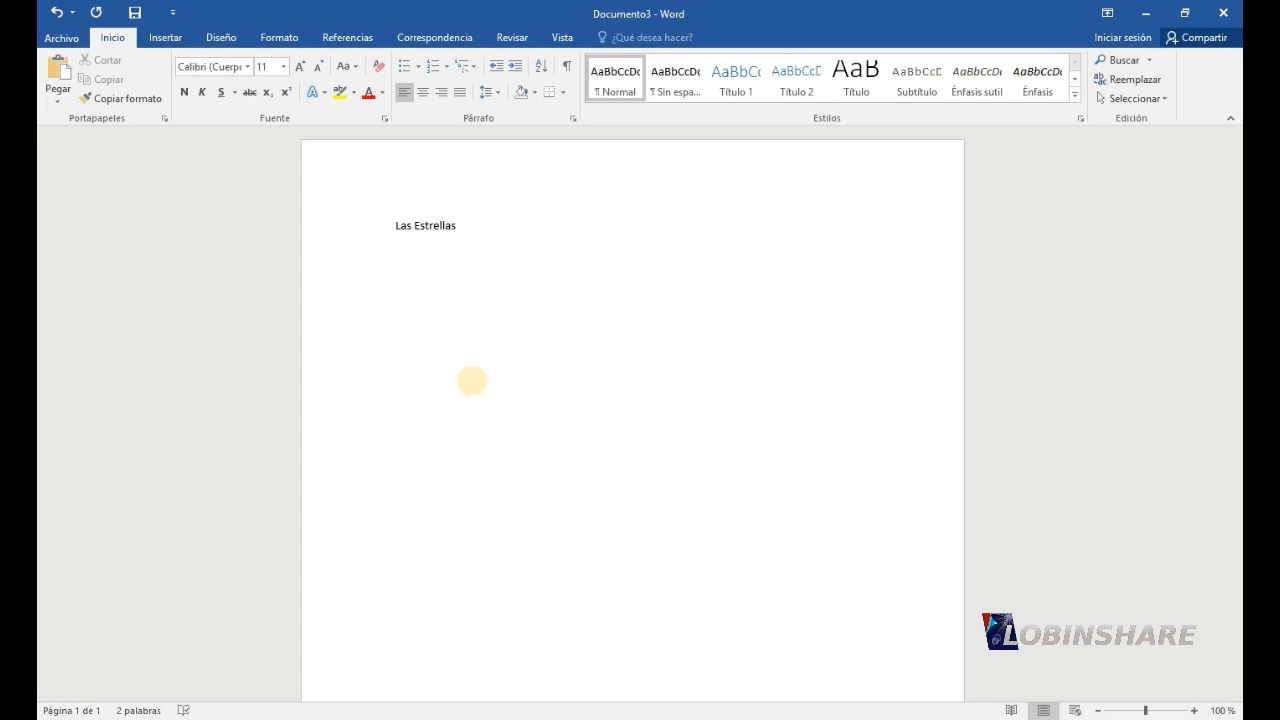 Documento3 - Word
Archivo Inicio Insertar Diseño Formato Referencias Correspondencia Revisar Vista ¿Qué desea hacer? Iniciar sesión Compartir
Pegar
Cortar
Copiar
Copiar formato
Portapapeles
Calibri (Cuerpo 11 Aa
N K S abc x₂ x² A A
Fuente
Párrafo
AaBbCcDc AaBbCcDc AaBbCc AaBbCcC AaB AaBbCcD AaBbCcDc AaBbCcDc
¶ Normal ¶ Sin espa... Título 1 Título 2 Título Subtítulo Énfasis sutil Énfasis
Estilos
Buscar
Reemplazar
Seleccionar
Edición
Las Estrellas
LOBINSHARE
Página 1 de 1 2 palabras 100 %